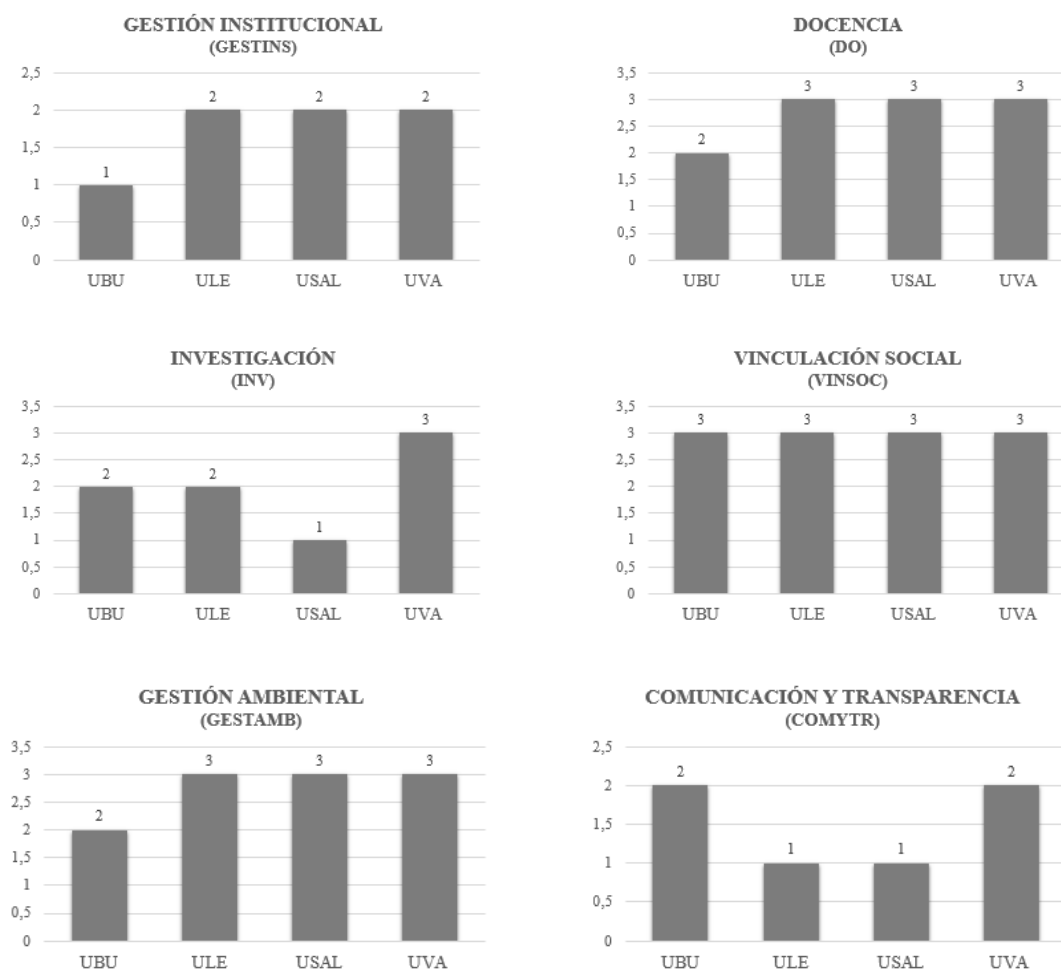 GESTIÓN INSTITUCIONAL
(GESTINS)
2,5
2
1,5
1
0,5
0
1
2
2
2
UBU
ULE
USAL
UVA
DOCENCIA
(DO)
3,5
3
2,5
2
1,5
1
0,5
0
2
3
3
3
UBU
ULE
USAL
UVA
INVESTIGACIÓN
(INV)
3,5
3
2,5
2
1,5
1
0,5
0
2
2
1
3
UBU
ULE
USAL
UVA
VINCULACIÓN SOCIAL
(VINSOC)
3,5
3
2,5
2
1,5
1
0,5
0
3
3
3
3
UBU
ULE
USAL
UVA
GESTIÓN AMBIENTAL
(GESTAMB)
3,5
3
2,5
2
1,5
1
0,5
0
2
3
3
3
UBU
ULE
USAL
UVA
COMUNICACIÓN Y TRANSPARENCIA
(COMYTR)
2,5
2
1,5
1
0,5
0
2
1
1
2
UBU
ULE
USAL
UVA